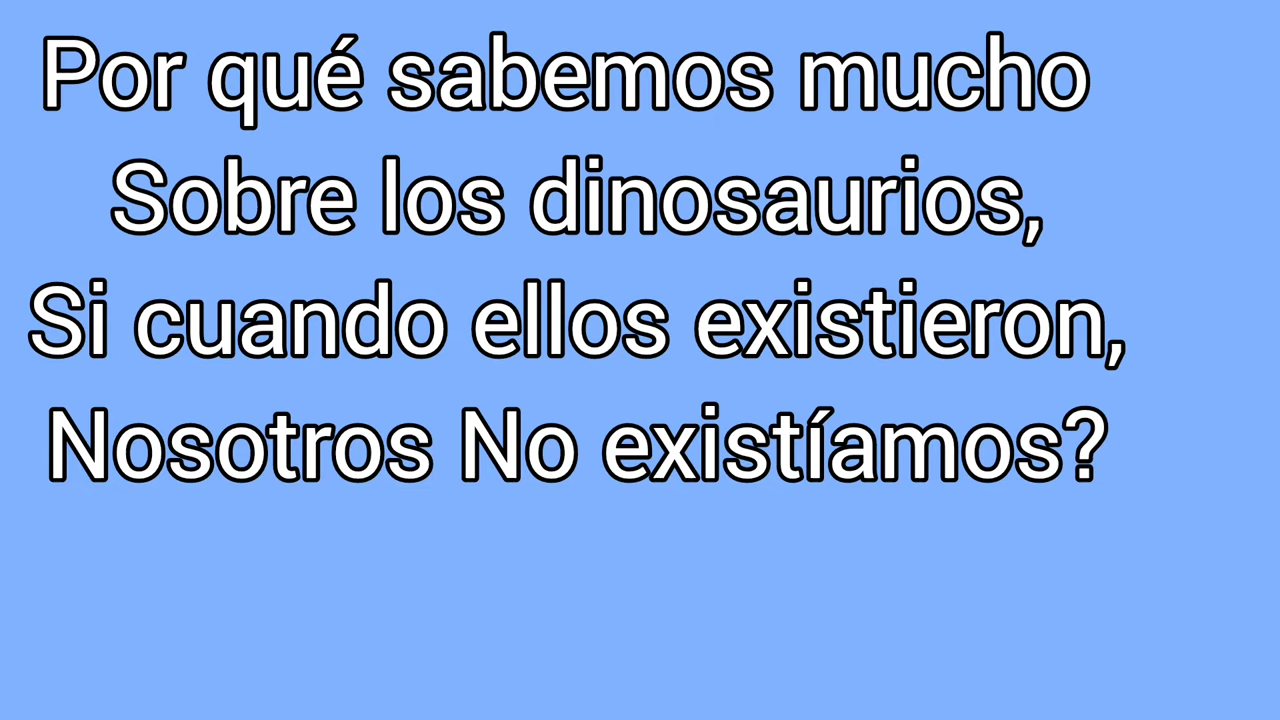 Por qué sabemos mucho
Sobre los dinosaurios,
Si cuando ellos existieron,
Nosotros No existíamos?